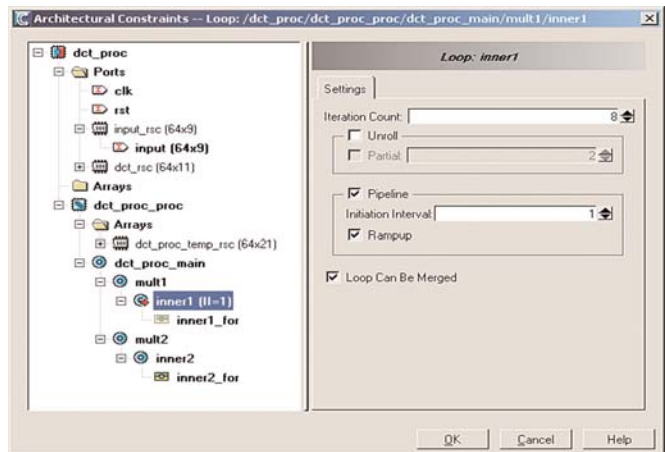 Architectural Constraints -- Loop: /dct_proc/dct_proc_proc/dct_proc_main/mult1/inner1
dct_proc
Ports
clk
rst
input_rsc (64x9)
input (64x9)
dct_rsc (64x11)
Arrays
dct_proc_proc
Arrays
dct_proc_temp_rsc (64x21)
dct_proc_main
mult1
inner1 (II=1)
inner1_for
mult2
inner2
inner2_for
Loop: inner1
Settings
Iteration Count: 8
Unroll
Partial: 2
Pipeline
Initiation Interval: 1
Rampup
Loop Can Be Merged
OK Cancel Help